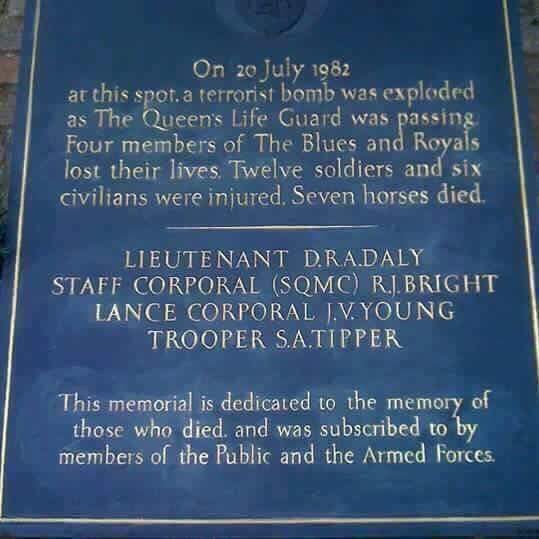 On 20 July 1982
at this spot. a terrorist bomb was exploded
as The Queen's Life Guard was passing.
Four members of The Blues and Royals
lost their lives. Twelve soldiers and six
civilians were injured. Seven horses died.
LIEUTENANT D.R.A.DALY
STAFF CORPORAL (SQMC) R.J.BRIGHT
LANCE CORPORAL J.V.YOUNG
TROOPER S.A.TIPPER
This memorial is dedicated to the memory of
those who died. and was subscribed to by
members of the Public and the Armed Forces.